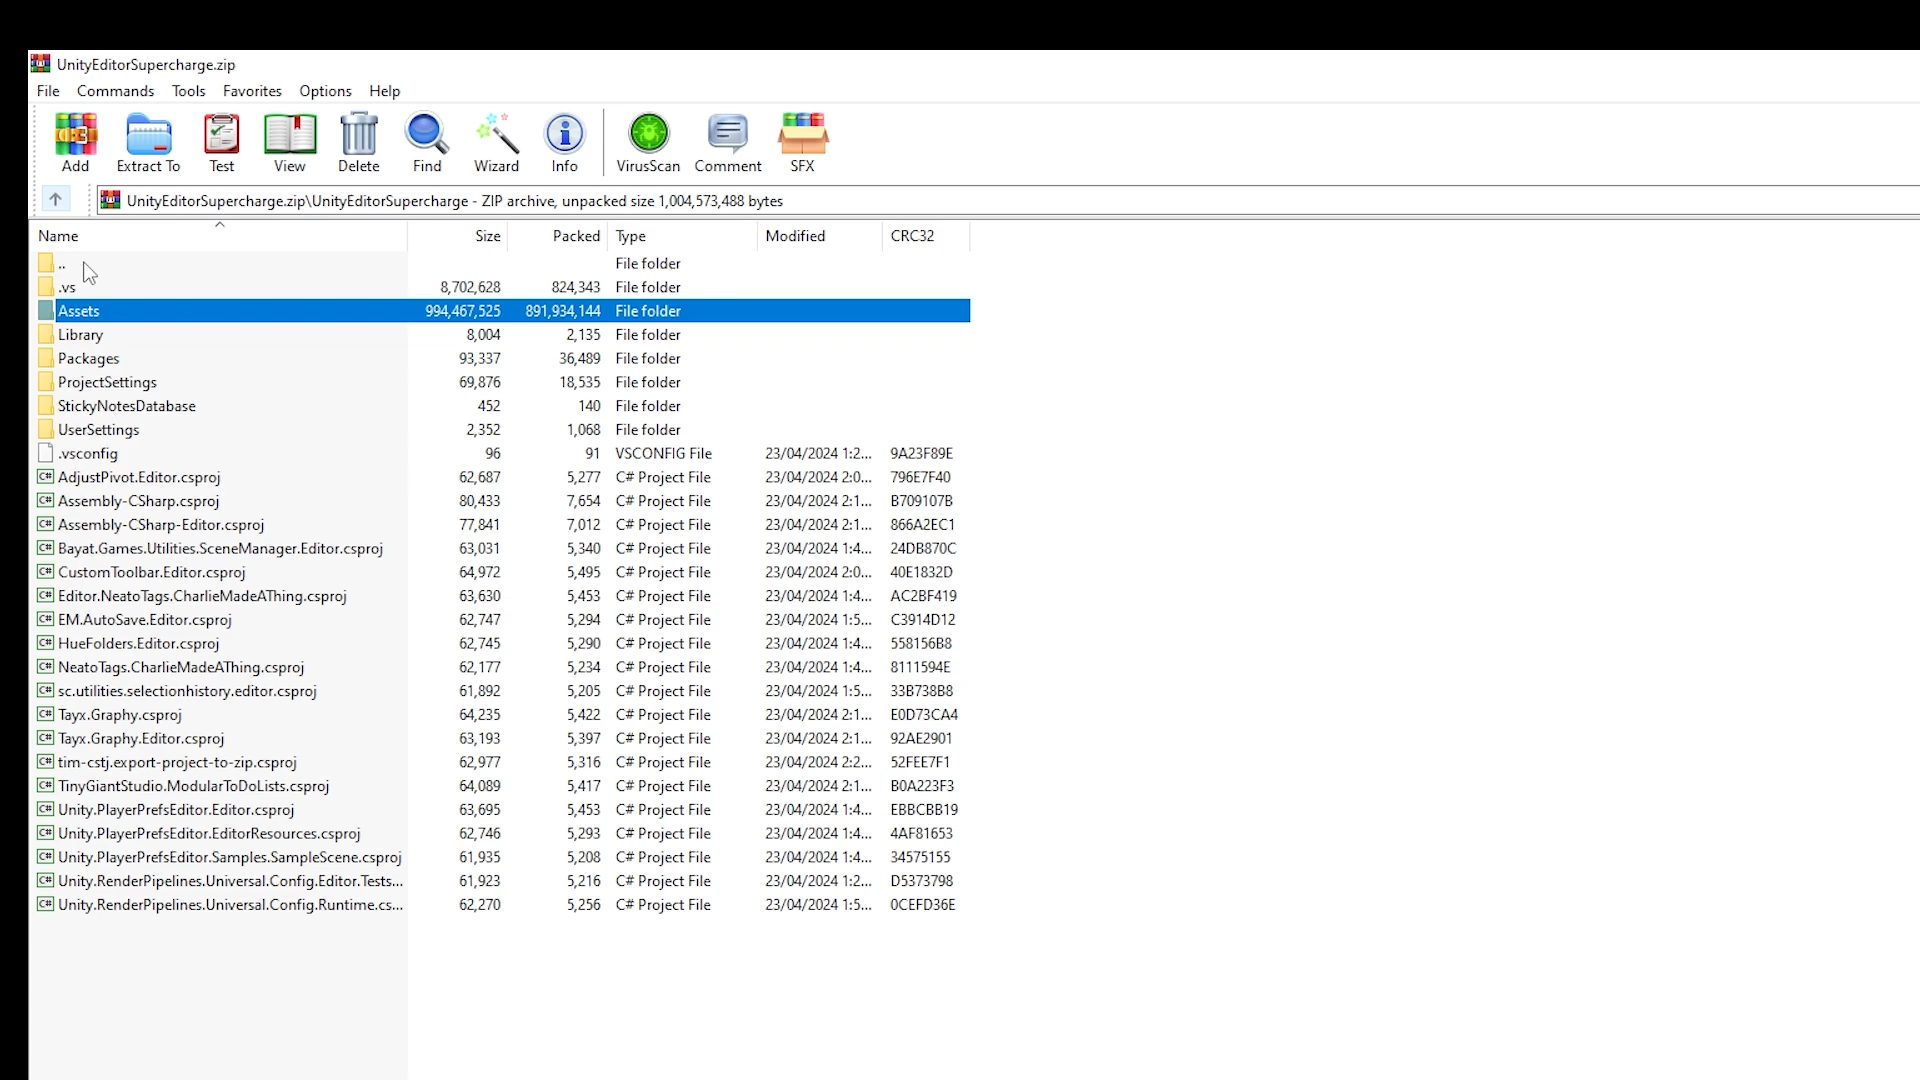 UnityEditorSupercharge.zip
File Commands Tools Favorites Options Help
Add Extract To Test View Delete Find Wizard Info VirusScan Comment SFX
UnityEditorSupercharge.zip\UnityEditorSupercharge - ZIP archive, unpacked size 1,004,573,488 bytes
Name Size Packed Type Modified CRC32
.. File folder
.vs 8,702,628 824,343 File folder
Assets 994,467,525 891,934,144 File folder
Library 8,004 2,135 File folder
Packages 93,337 36,489 File folder
ProjectSettings 69,876 18,535 File folder
StickyNotesDatabase 452 140 File folder
UserSettings 2,352 1,068 File folder
.vsconfig 96 91 VSCONFIG File 23/04/2024 1:2... 9A23F89E
C# AdjustPivot.Editor.csproj 62,687 5,277 C# Project File 23/04/2024 2:0... 796E7F40
C# Assembly-CSharp.csproj 80,433 7,654 C# Project File 23/04/2024 2:1... B709107B
C# Assembly-CSharp-Editor.csproj 77,841 7,012 C# Project File 23/04/2024 2:1... 866A2EC1
C# Bayat.Games.Utilities.SceneManager.Editor.csproj 63,031 5,340 C# Project File 23/04/2024 1:4... 24DB870C
C# CustomToolbar.Editor.csproj 64,972 5,495 C# Project File 23/04/2024 2:0... 40E1832D
C# Editor.NeatoTags.CharlieMadeAThing.csproj 63,630 5,453 C# Project File 23/04/2024 1:4... AC2BF419
C# EM.AutoSave.Editor.csproj 62,747 5,294 C# Project File 23/04/2024 1:5... C3914D12
C# HueFolders.Editor.csproj 62,745 5,290 C# Project File 23/04/2024 1:4... 558156B8
C# NeatoTags.CharlieMadeAThing.csproj 62,177 5,234 C# Project File 23/04/2024 1:4... 8111594E
C# sc.utilities.selectionhistory.editor.csproj 61,892 5,205 C# Project File 23/04/2024 1:5... 33B738B8
C# Tayx.Graphy.csproj 64,235 5,422 C# Project File 23/04/2024 2:1... E0D73CA4
C# Tayx.Graphy.Editor.csproj 63,193 5,397 C# Project File 23/04/2024 2:1... 92AE2901
C# tim-cstj.export-project-to-zip.csproj 62,977 5,316 C# Project File 23/04/2024 2:2... 52FEE7F1
C# TinyGiantStudio.ModularToDoLists.csproj 64,089 5,417 C# Project File 23/04/2024 2:1... B0A223F3
C# Unity.PlayerPrefsEditor.Editor.csproj 63,695 5,453 C# Project File 23/04/2024 1:4... EBBCBB19
C# Unity.PlayerPrefsEditor.EditorResources.csproj 62,746 5,293 C# Project File 23/04/2024 1:4... 4AF81653
C# Unity.PlayerPrefsEditor.Samples.SampleScene.csproj 61,935 5,208 C# Project File 23/04/2024 1:4... 34575155
C# Unity.RenderPipelines.Universal.Config.Editor.Tests... 61,923 5,216 C# Project File 23/04/2024 1:2... D5373798
C# Unity.RenderPipelines.Universal.Config.Runtime.cs... 62,270 5,256 C# Project File 23/04/2024 1:5... 0CEFD36E